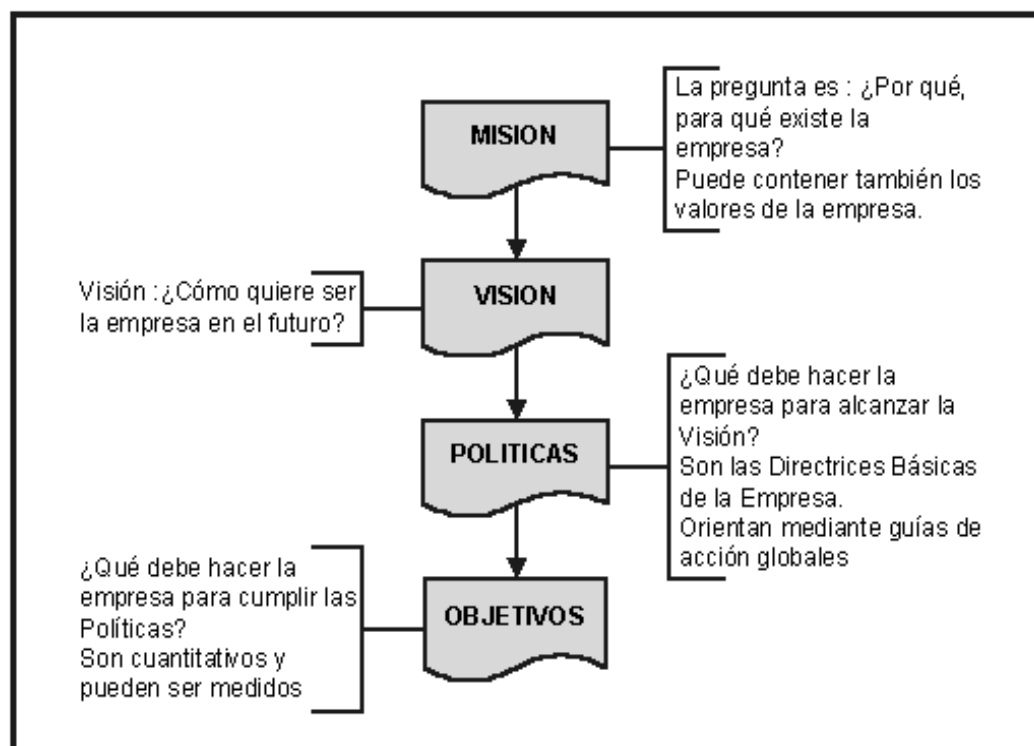 MISION
La pregunta es : ¿Por qué,
para qué existe la
empresa?
Puede contener también los
valores de la empresa.
VISION
Visión :¿Cómo quiere ser
la empresa en el futuro?
POLITICAS
¿Qué debe hacer la
empresa para alcanzar la
Visión?
Son las Directrices Básicas
de la Empresa.
Orientan mediante guías de
acción globales
OBJETIVOS
¿Qué debe hacer la
empresa para cumplir las
Políticas?
Son cuantitativos y
pueden ser medidos